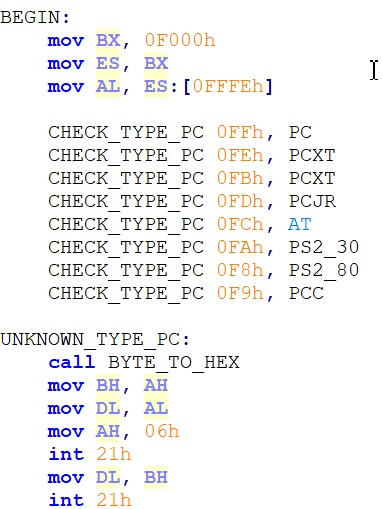 BEGIN:
mov BX, 0F000h
mov ES, BX
mov AL, ES:[0FFFEh]
CHECK_TYPE_PC 0FFh, PC
CHECK_TYPE_PC 0FEh, PCXT
CHECK_TYPE_PC 0FBh, PCXT
CHECK_TYPE_PC 0FDh, PCJR
CHECK_TYPE_PC 0FCh, AT
CHECK_TYPE_PC 0FAh, PS2_30
CHECK_TYPE_PC 0F8h, PS2_80
CHECK_TYPE_PC 0F9h, PCC
UNKNOWN_TYPE_PC:
call BYTE_TO_HEX
mov BH, AH
mov DL, AL
mov AH, 06h
int 21h
mov DL, BH
int 21h